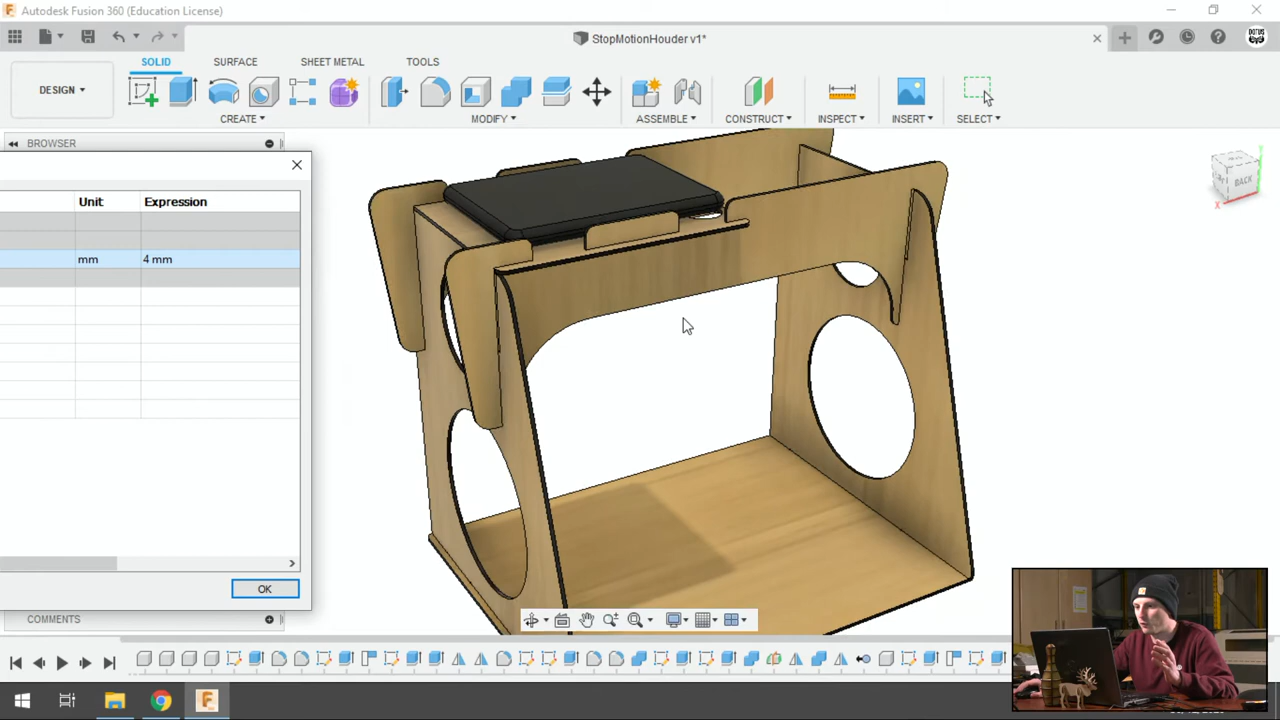 Autodesk Fusion 360 (Education License)
StopMotionHouder v1*
SOLID SURFACE SHEET METAL TOOLS
DESIGN
CREATE MODIFY ASSEMBLE CONSTRUCT INSPECT INSERT SELECT
BROWSER
Unit Expression
mm 4 mm
OK
BACK
X
COMMENTS